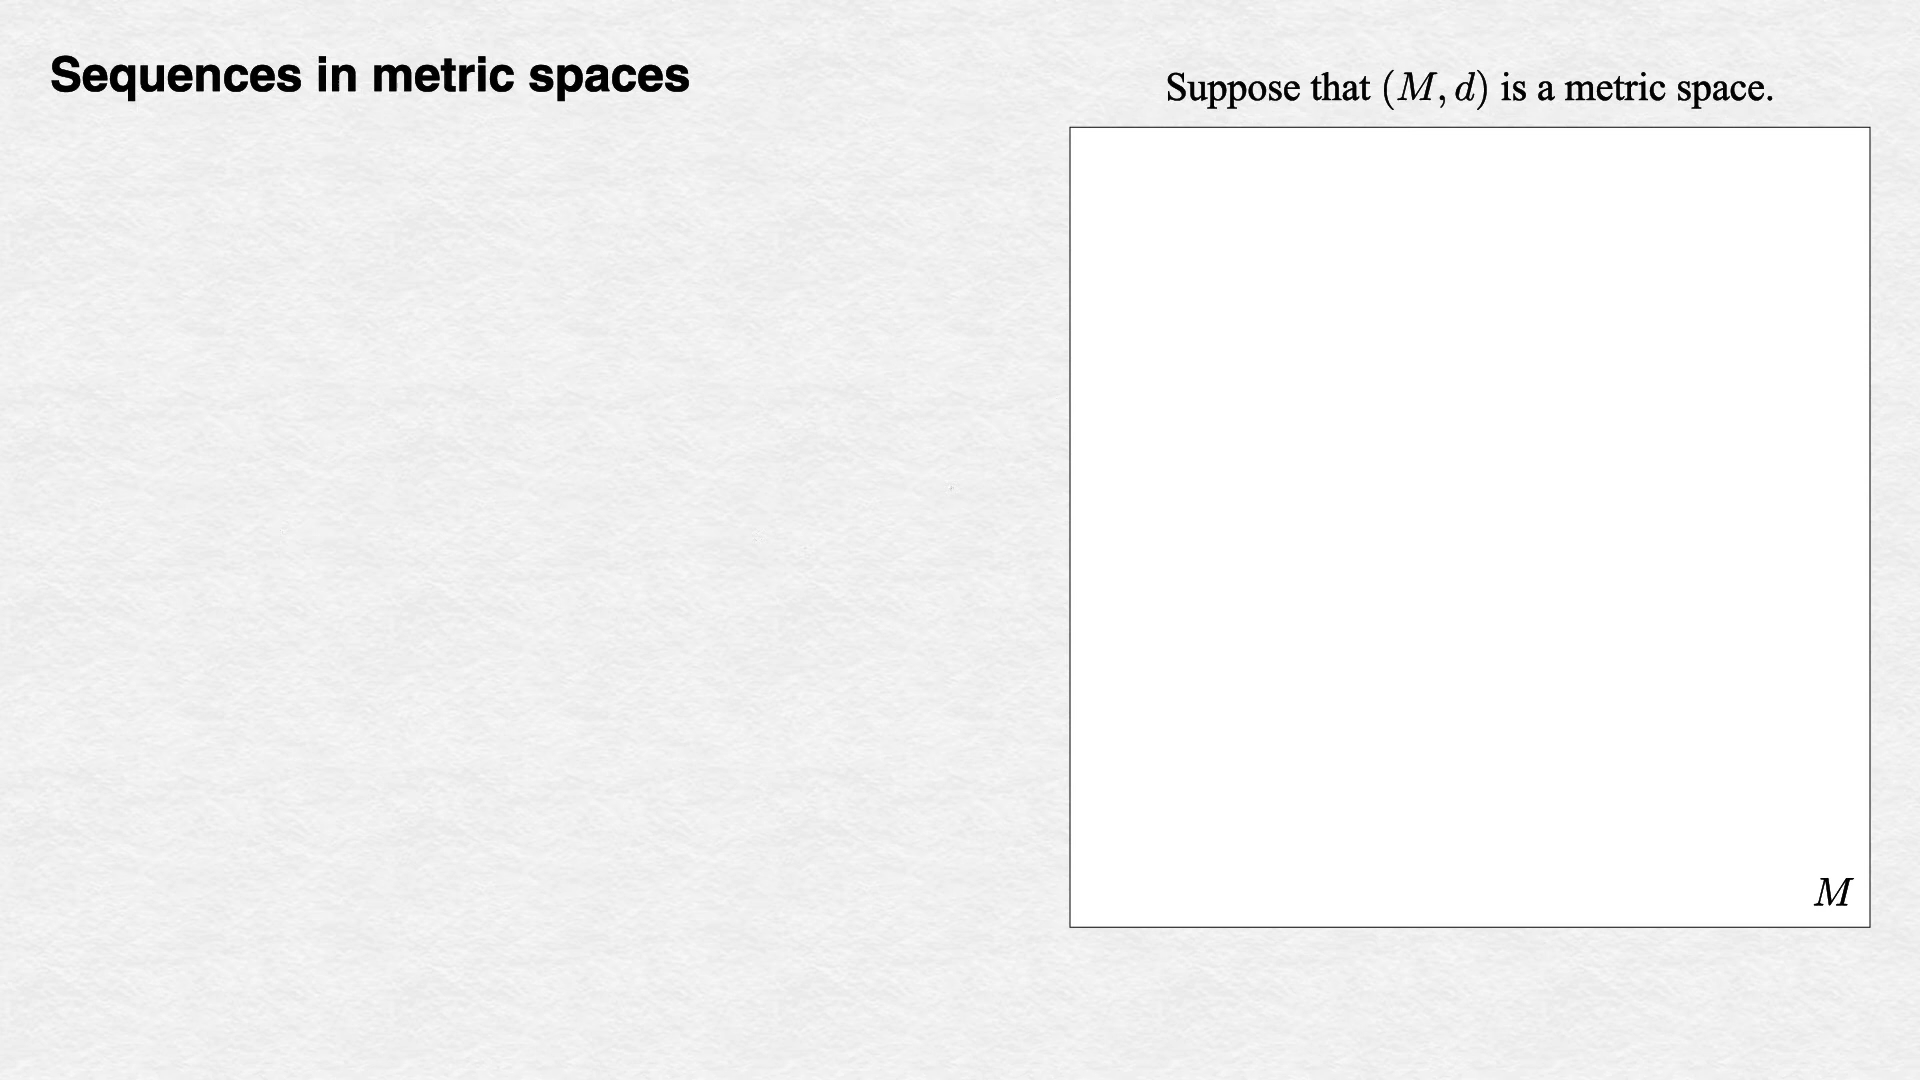 Sequences in metric spaces
Suppose that (M, d) is a metric space.
M